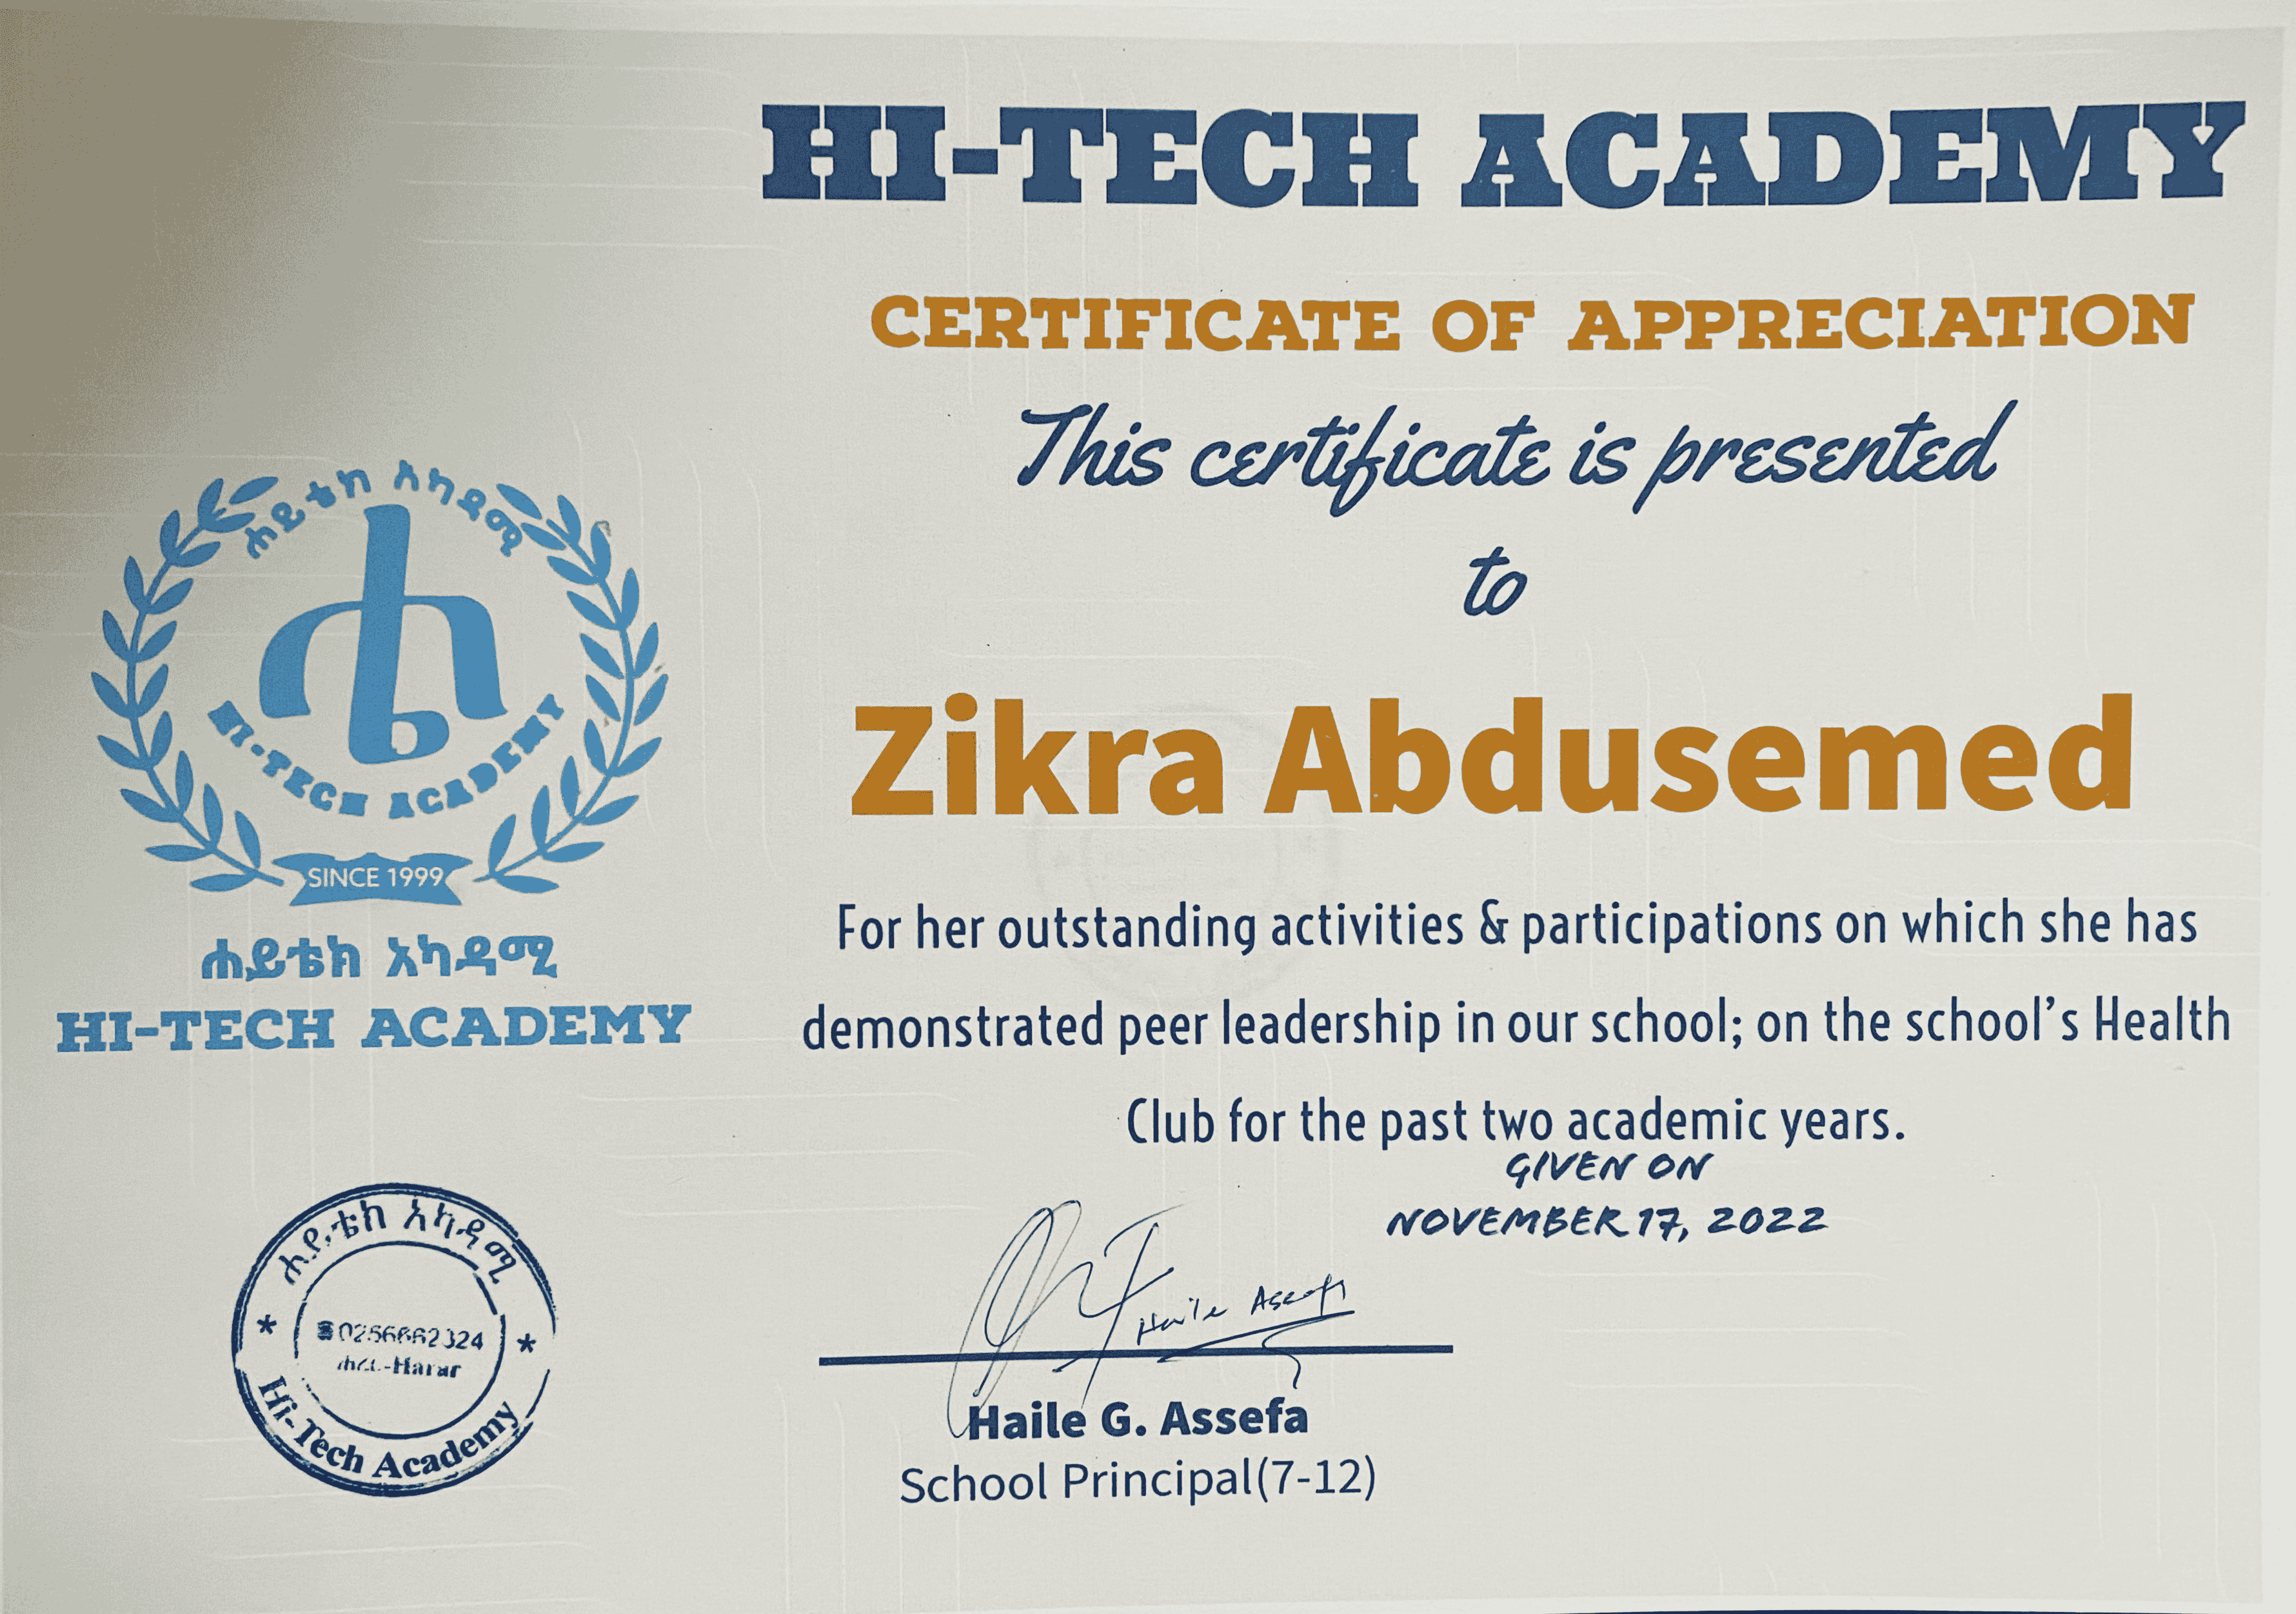 HI-TECH ACADEMY
CERTIFICATE OF APPRECIATION
This certificate is presented
to
Zikra Abdusemed
For her outstanding activities & participations on which she has
demonstrated peer leadership in our school; on the school's Health
Club for the past two academic years.
GIVEN ON
NOVEMBER 17, 2022
Haile Assefa
Haile G. Assefa
School Principal(7-12)
ሐይቴክ አካዳሚ
ሐ
HI-TECH ACADEMY
SINCE 1999
ሐይቴክ አካዳሚ
HI-TECH ACADEMY
ሐይቴክ አካዳሚ
ሐረር-Harar
Hi-Tech Academy